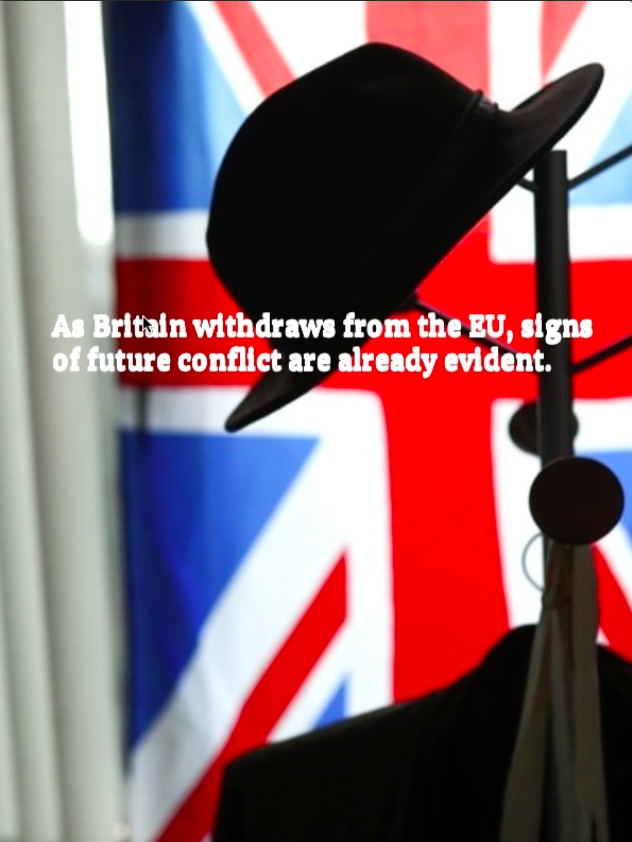 As Britain withdraws from the EU, signs
of future conflict are already evident.